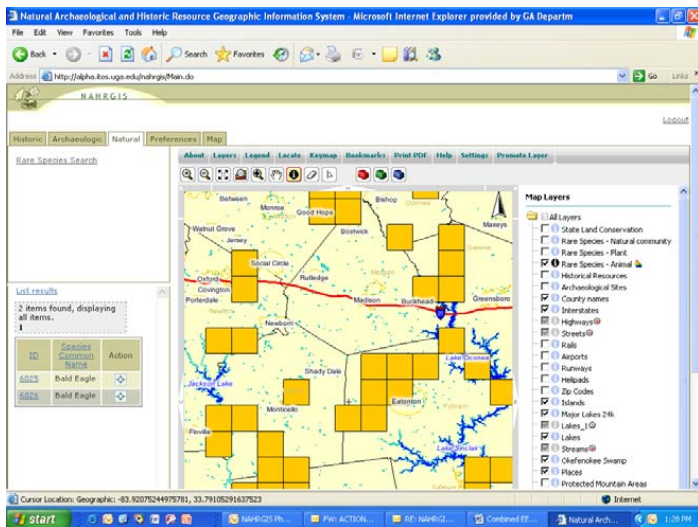 Natural Archaeological and Historic Resource Geographic Information System - Microsoft Internet Explorer provided by GA Departm
File Edit View Favorites Tools Help
Back Search Favorites
Address http://alpha.itos.uga.edu/nahrgis/Main.do Go Links
NAHRGIS
Logout
Historic Archaeologic Natural Preferences Map
Rare Species Search
About Layers Legend Locate Keymap Bookmarks Print PDF Help Settings Promote Layer
Between Monroe Good Hope Bishop Oconee
Walnut Grove Bostwick Maxeys
Jersey Greene
Social Circle
Oxford Rutledge Morgan
Covington Madison Buckhead Greensboro
Porterdale
Newton
Newborn
20
Shady Dale Lake Oconee
Jackson Lake
Monticello Eatonton Putnam
Flovilla
Lake Sinclair
Map Layers
All Layers
State Land Conservation
Rare Species - Natural community
Rare Species - Plant
Rare Species - Animal
Historical Resources
Archaeological Sites
County names
Interstates
Highways
Streets
Rails
Airports
Runways
Helipads
Zip Codes
Islands
Major Lakes 24k
Lakes_1
Lakes
Streams
Okefenokee Swamp
Places
Protected Mountain Areas
List results
2 items found, displaying
all items.
1
ID Species Common Name Action
6025 Bald Eagle
6026 Bald Eagle
Cursor Location: Geographic: -83.92075244975781, 33.79105291637523 Internet
start NAHRGIS Ph... FW: ACTION... RE: NAHRGI... Combined EE... Natural Arch... 1:28 PM